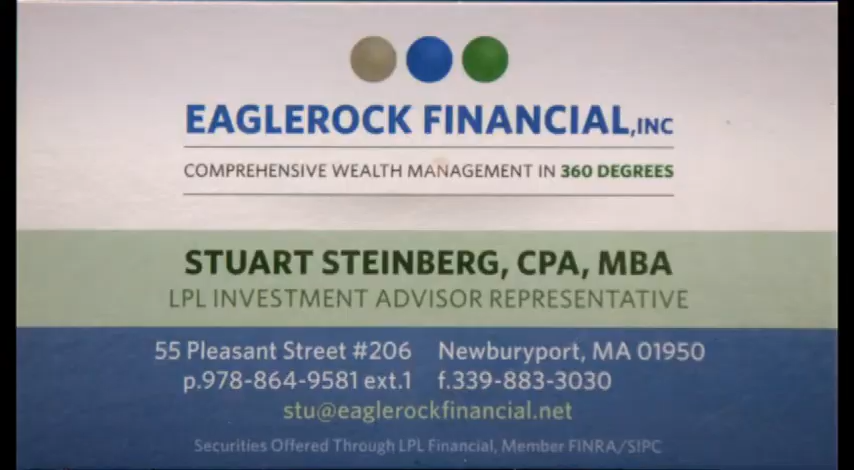 EAGLEROCK FINANCIAL,INC
COMPREHENSIVE WEALTH MANAGEMENT IN 360 DEGREES
STUART STEINBERG, CPA, MBA
LPL INVESTMENT ADVISOR REPRESENTATIVE
55 Pleasant Street #206 Newburyport, MA 01950
p.978-864-9581 ext.1 f.339-883-3030
stu@eaglerockfinancial.net
Securities Offered Through LPL Financial, Member FINRA/SIPC